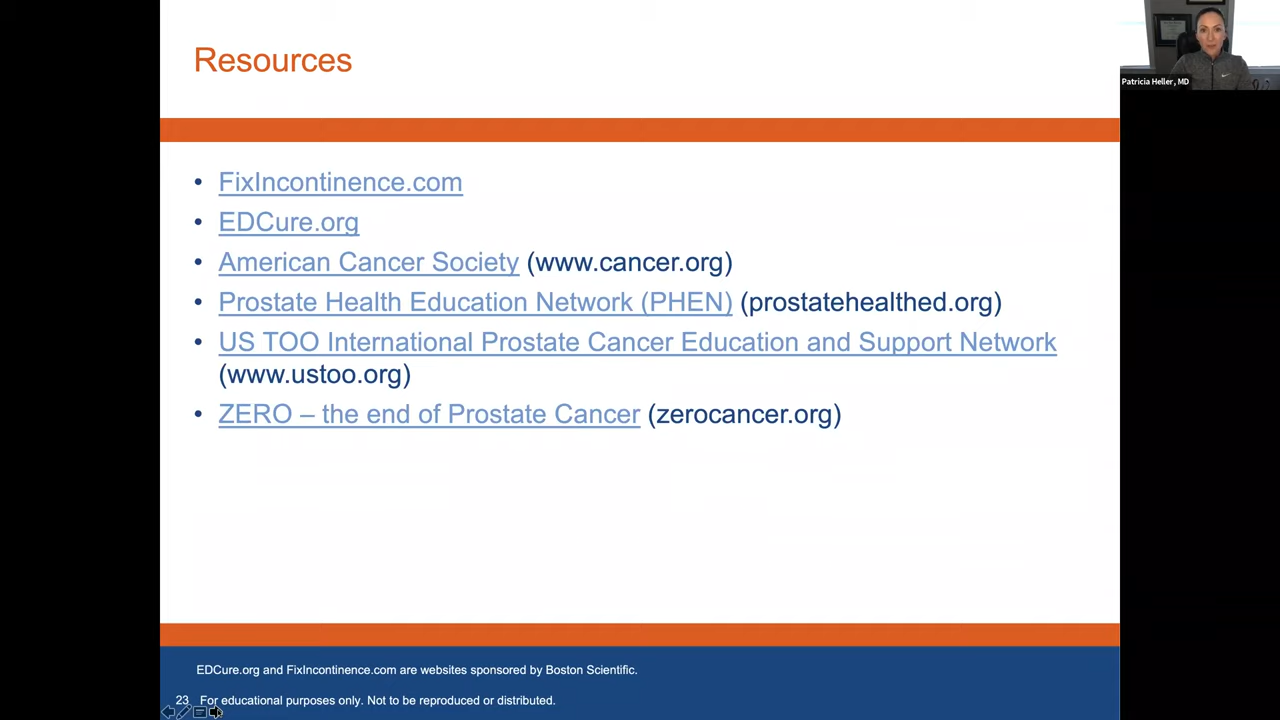 Resources
Patricia Heller, MD
• FixIncontinence.com
• EDCure.org
• American Cancer Society (www.cancer.org)
• Prostate Health Education Network (PHEN) (prostatehealthed.org)
• US TOO International Prostate Cancer Education and Support Network
(www.ustoo.org)
• ZERO – the end of Prostate Cancer (zerocancer.org)
EDCure.org and FixIncontinence.com are websites sponsored by Boston Scientific.
23 For educational purposes only. Not to be reproduced or distributed.